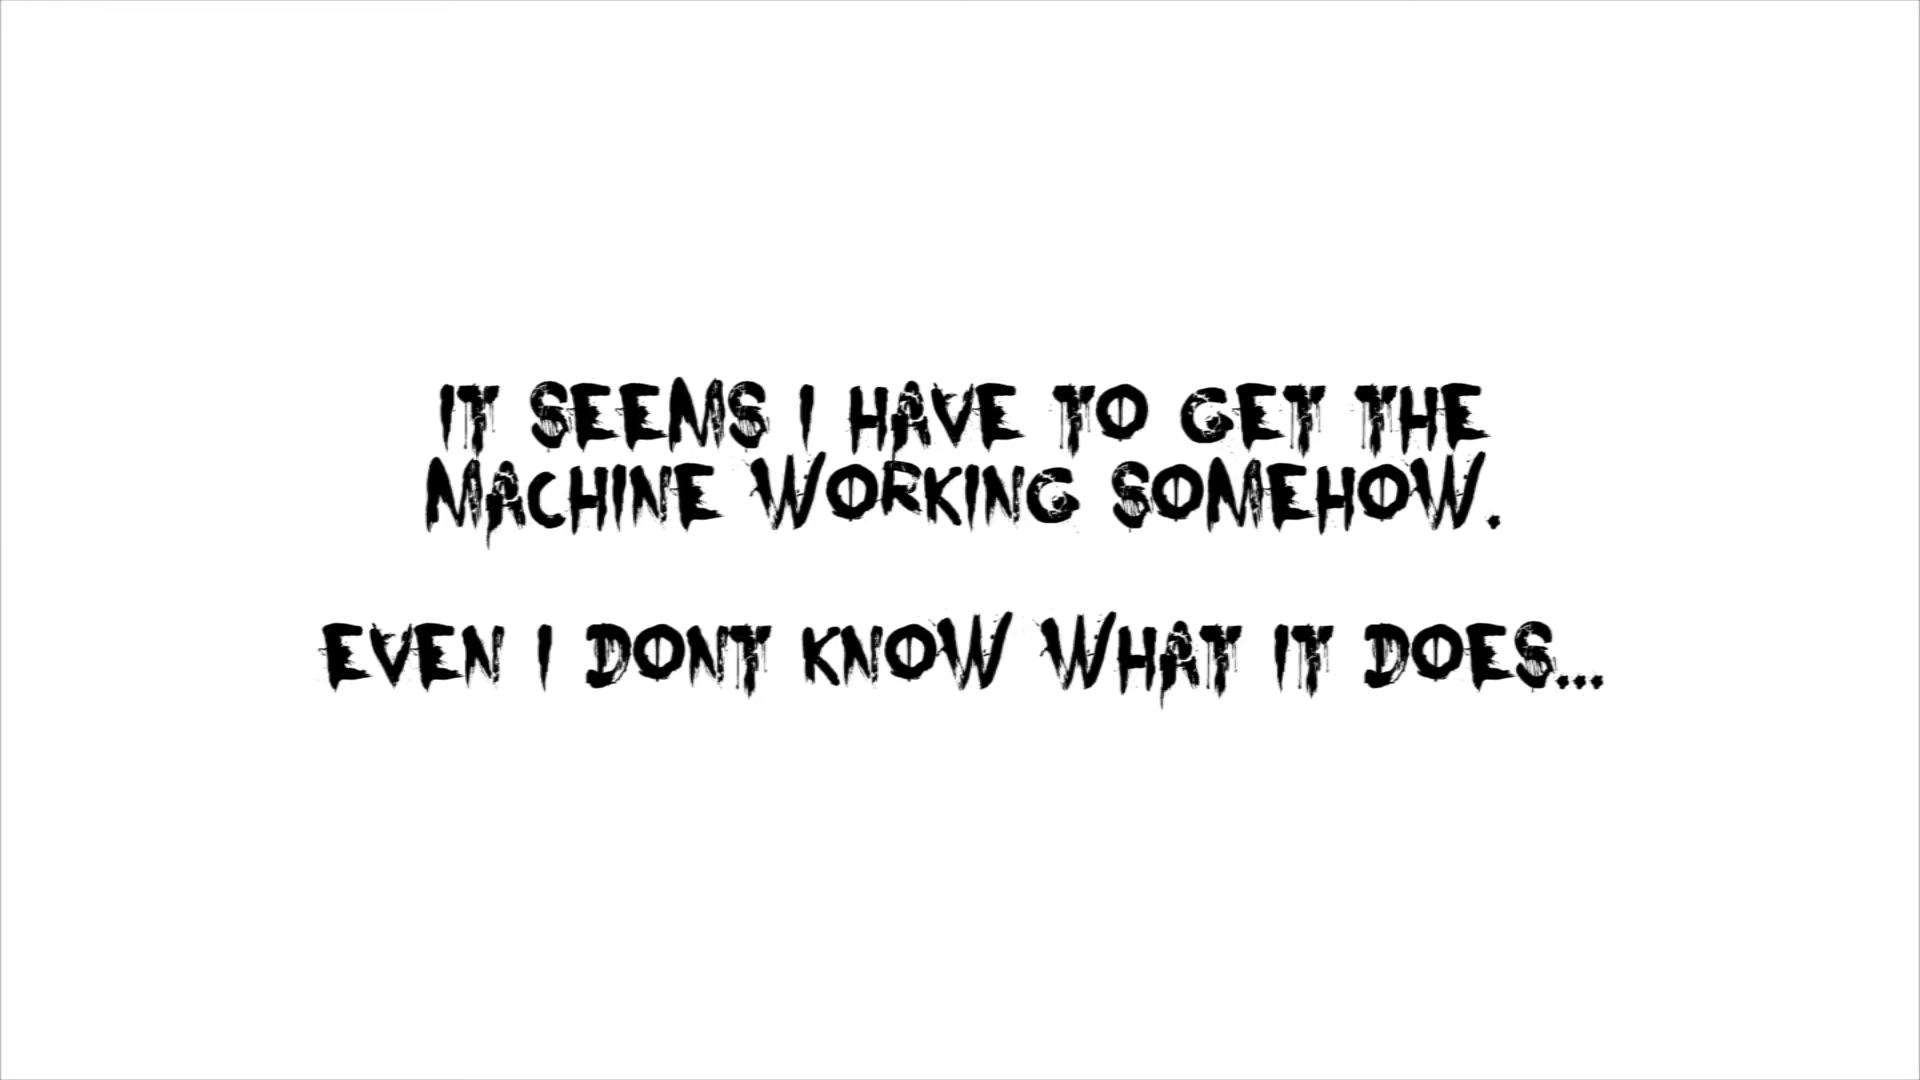 IT SEEMS I HAVE TO GET THE
MACHINE WORKING SOMEHOW.
EVEN I DONT KNOW WHAT IT DOES...